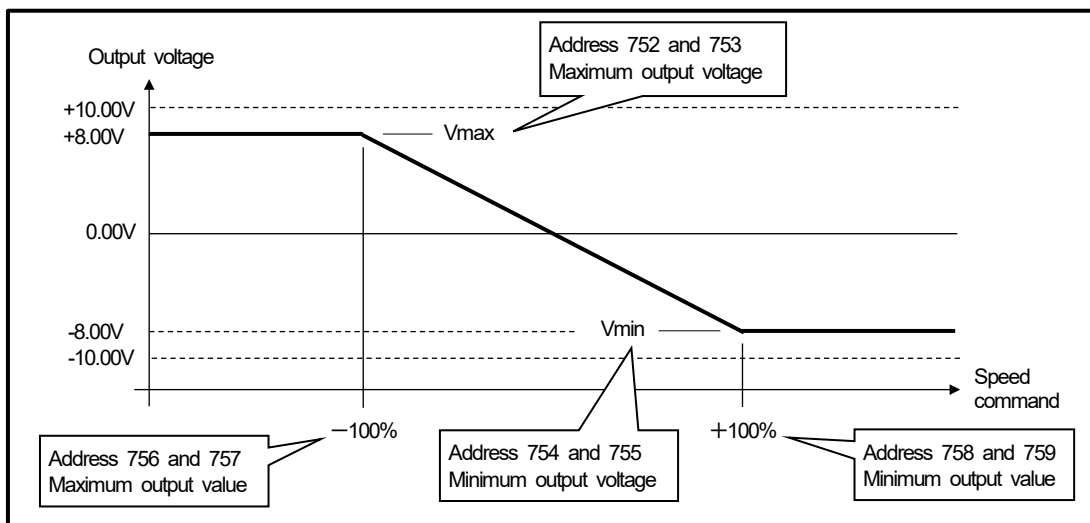 Address 752 and 753
Maximum output voltage
Output voltage
+10.00V
+8.00V
Vmax
0.00V
-8.00V
Vmin
-10.00V
Speed
command
−100%
+100%
Address 756 and 757
Maximum output value
Address 754 and 755
Minimum output voltage
Address 758 and 759
Minimum output value